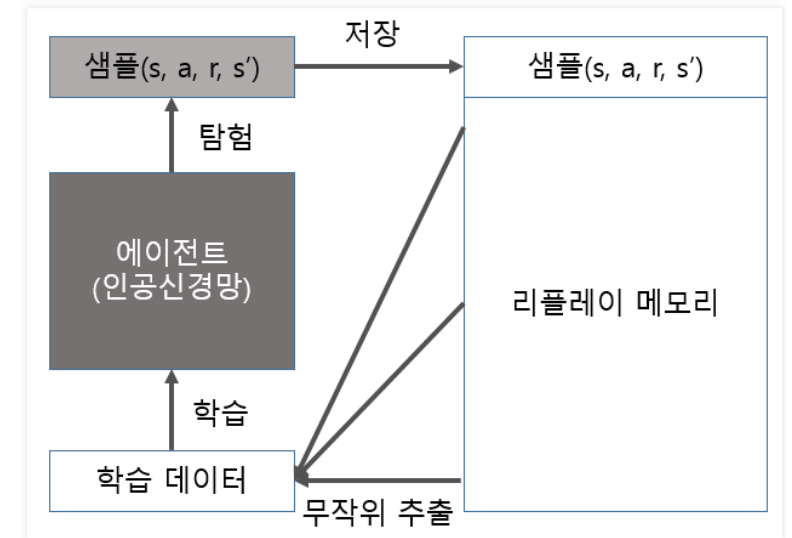 저장
샘플(s, a, r, s’)
샘플(s, a, r, s’)
탐험
에이전트
(인공신경망)
리플레이 메모리
학습
학습 데이터
무작위 추출